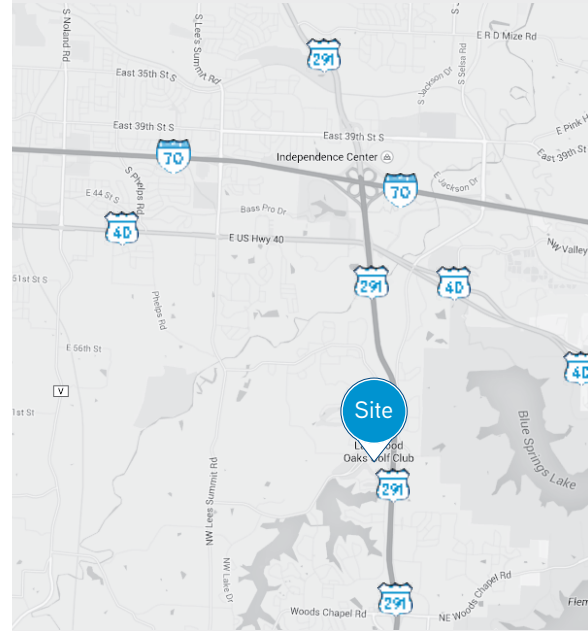 S Noland Rd
S Lee's Summit Rd
291
E R D Mize Rd
S Selsa Rd
S Jackson Dr
East 35th St S
East 39th St S
East 39th St S
E Pink H
East 39th St
70
Independence Center
70
E Jackson Dr
S Phelps Rd
E 44 St S
Bass Pro Dr
40
E US Hwy 40
NW Valley
51st St S
291
40
Phelps Rd
E 56th St
40
V
Site
Blue Springs Lake
1st St
Oaks Golf Club
NW Lees Summit Rd
291
NW Lake Dr
291
Woods Chapel Rd
NE Woods Chapel Rd
Flem